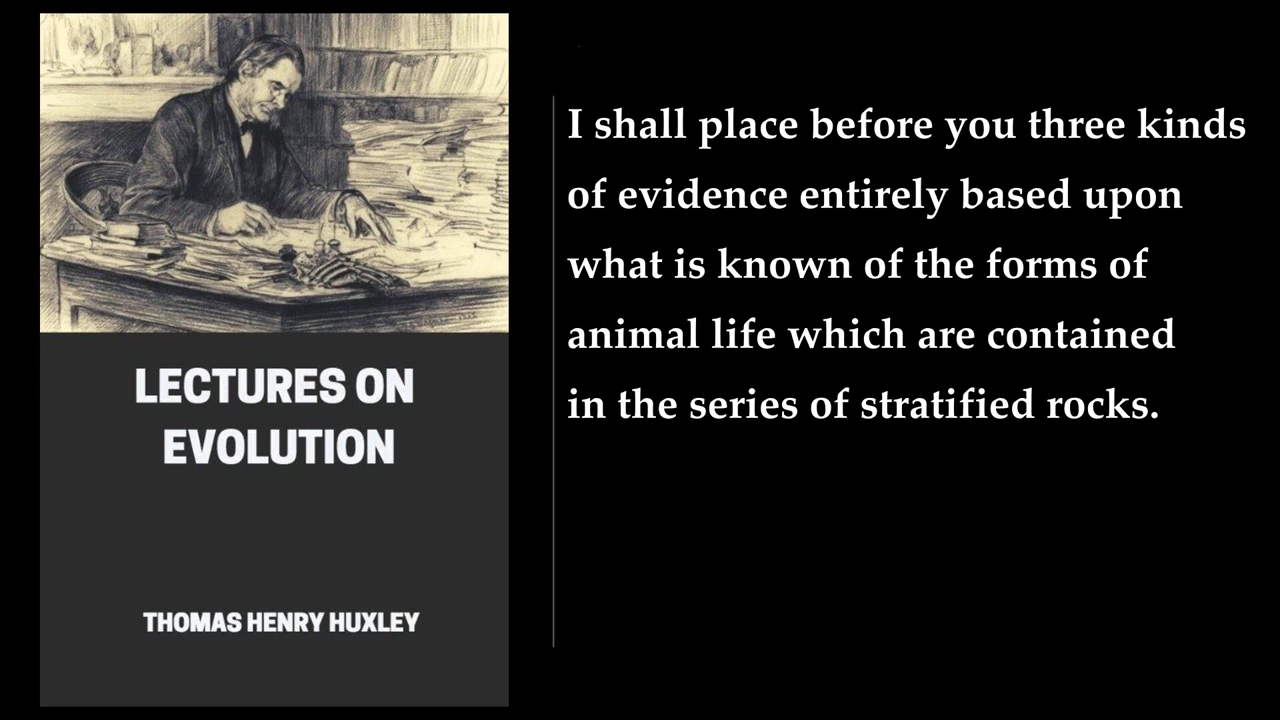 LECTURES ON
EVOLUTION
THOMAS HENRY HUXLEY
I shall place before you three kinds
of evidence entirely based upon
what is known of the forms of
animal life which are contained
in the series of stratified rocks.